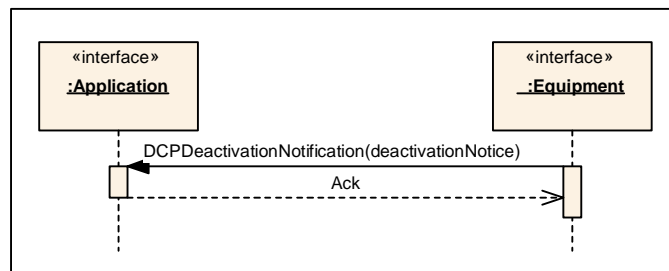 «interface»
:Application
«interface»
:Equipment
DCPDeactivationNotification(deactivationNotice)
Ack